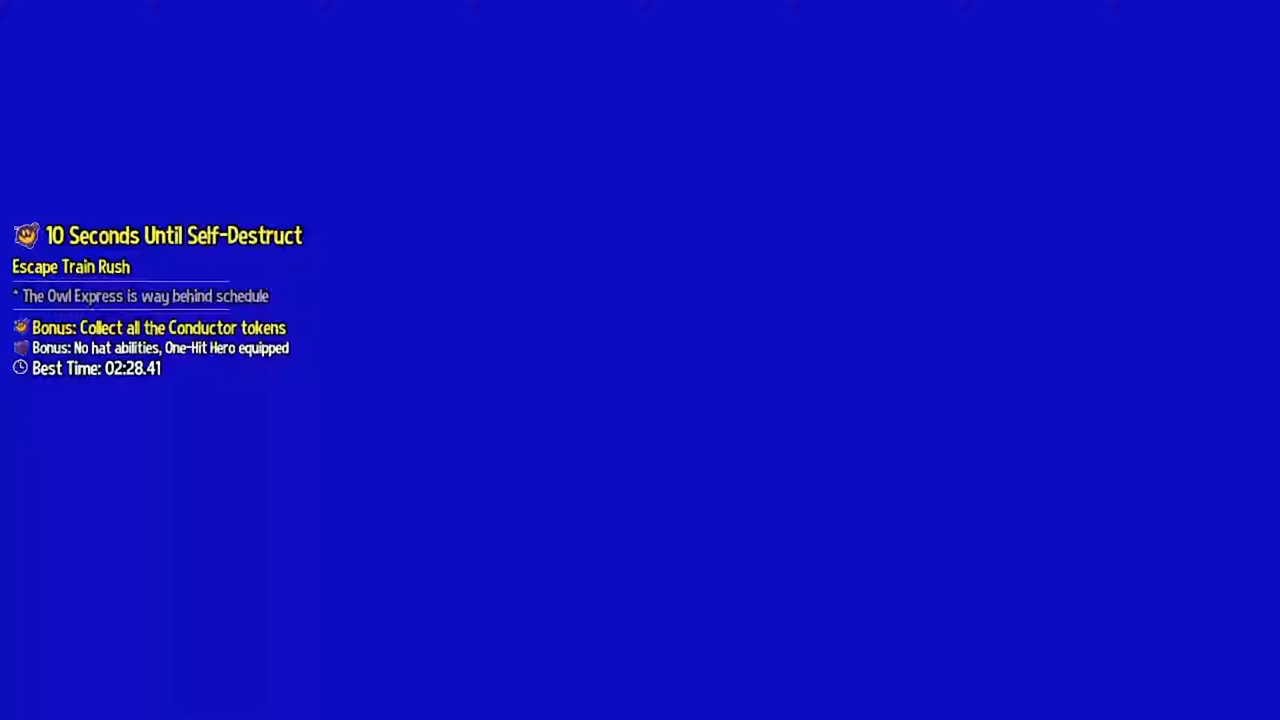 10 Seconds Until Self-Destruct
Escape Train Rush
* The Owl Express is way behind schedule
Bonus: Collect all the Conductor tokens
Bonus: No hat abilities, One-Hit Hero equipped
Best Time: 02:28.41